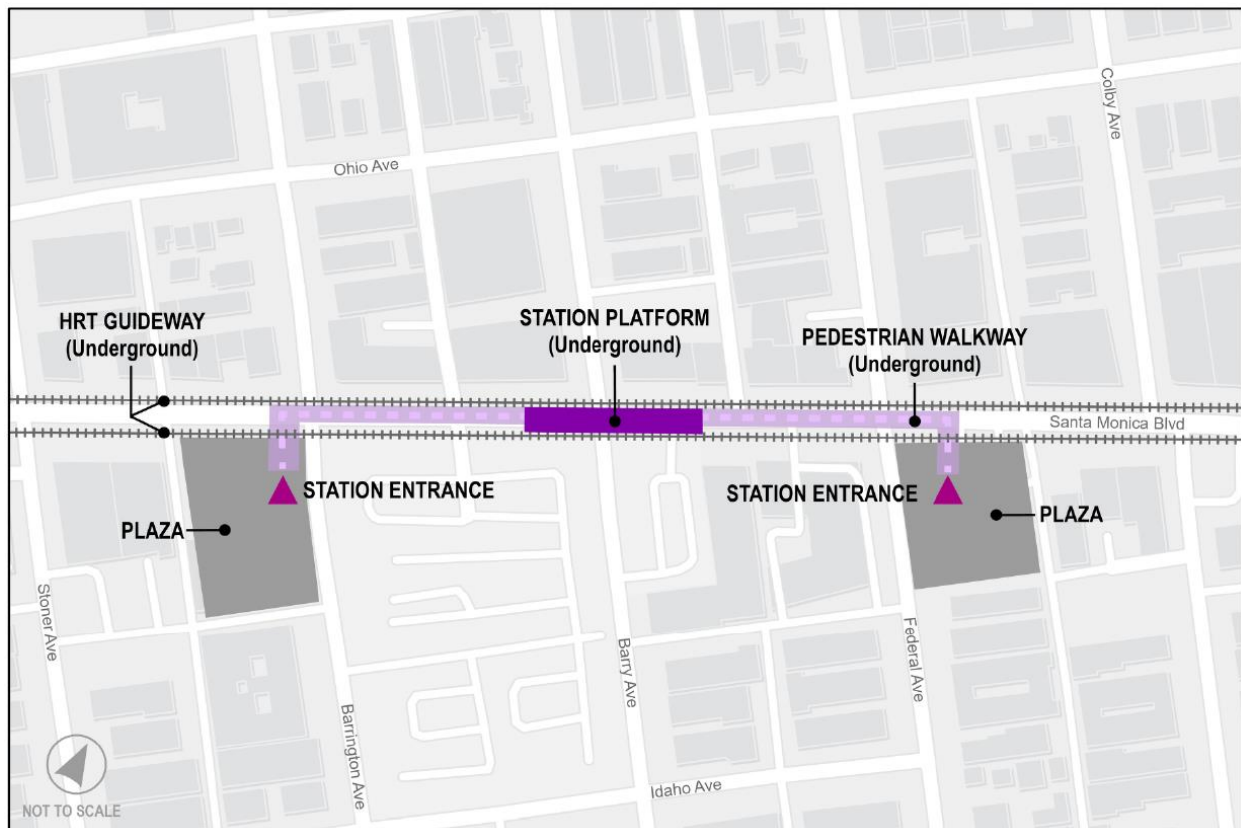 Colby Ave
Ohio Ave
HRT GUIDEWAY
(Underground)
STATION PLATFORM
(Underground)
PEDESTRIAN WALKWAY
(Underground)
Santa Monica Blvd
STATION ENTRANCE
STATION ENTRANCE
PLAZA
PLAZA
Stoner Ave
Barrington Ave
Barry Ave
Federal Ave
Idaho Ave
NOT TO SCALE